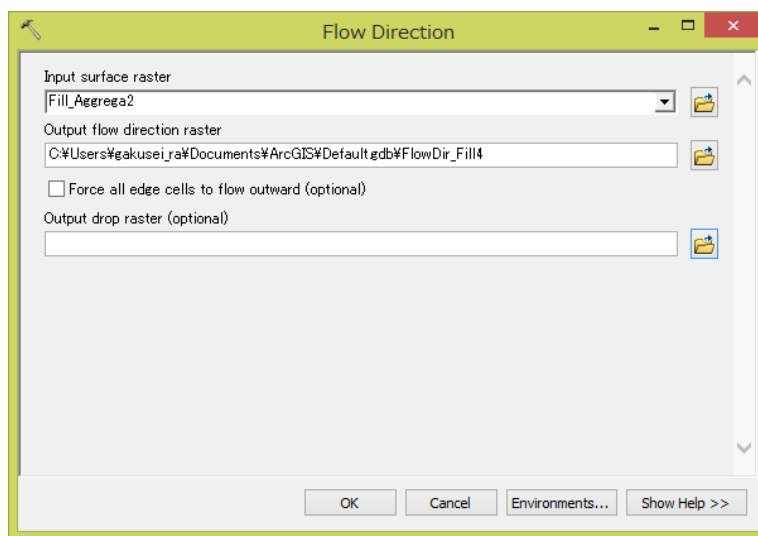 Flow Direction
Input surface raster
Fill_Aggrega2
Output flow direction raster
C:¥Users¥gakusei_ra¥Documents¥ArcGIS¥Default.gdb¥FlowDir_Fill4
Force all edge cells to flow outward (optional)
Output drop raster (optional)
OK
Cancel
Environments...
Show Help >>